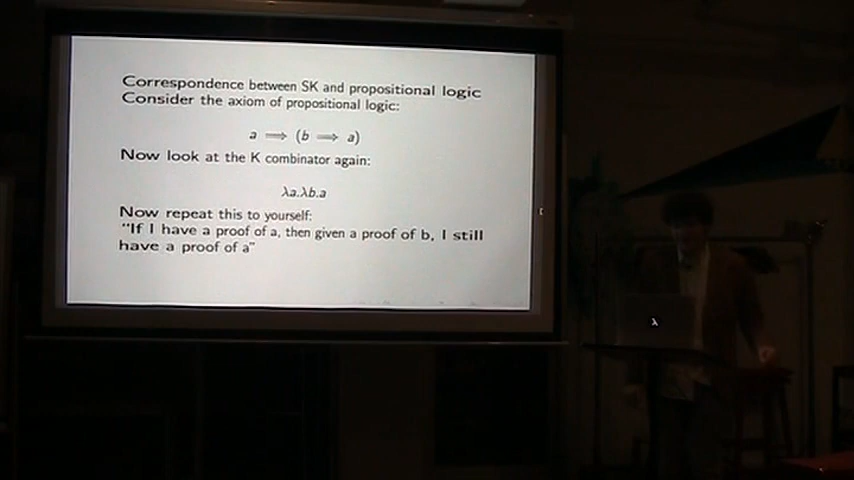 Correspondence between SK and propositional logic
Consider the axiom of propositional logic:
a ⟹ (b ⟹ a)
Now look at the K combinator again:
λa.λb.a
Now repeat this to yourself:
"If I have a proof of a, then given a proof of b, I still
have a proof of a"
λ